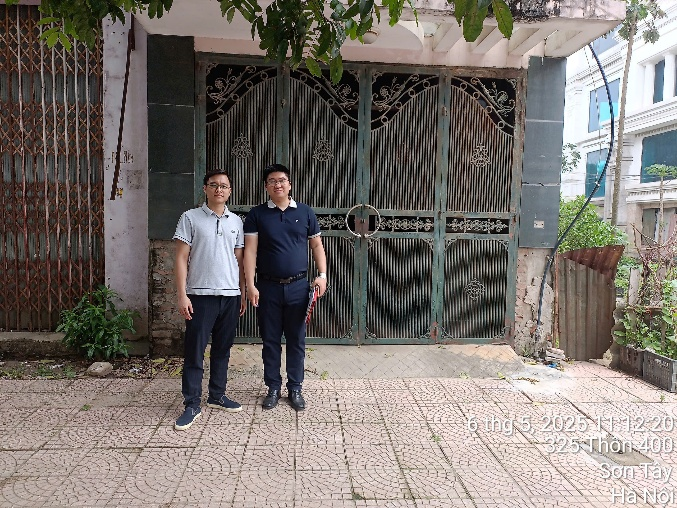 6 thg 5, 2025 11:12:20
325 Thôn 400
Sơn Tây
Hà Nội